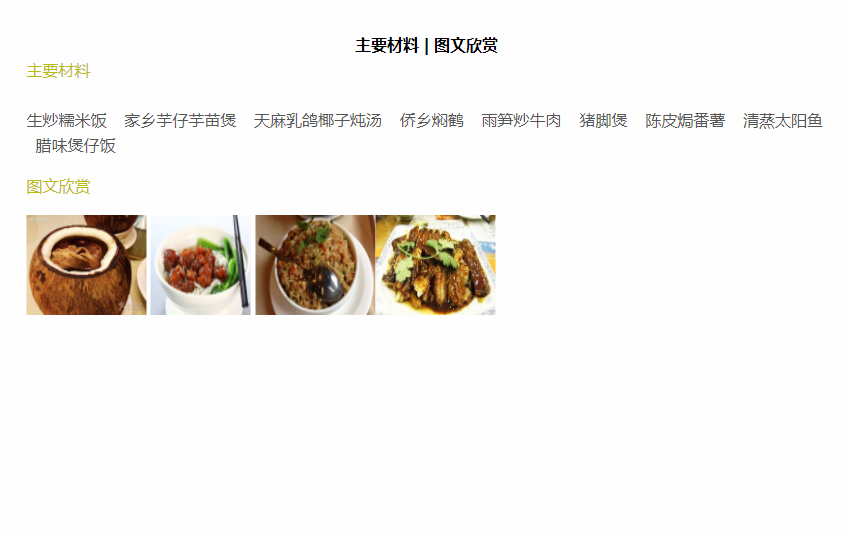 主要材料 | 图文欣赏
主要材料
生炒糯米饭 家乡芋仔芋苗煲 天麻乳鸽椰子炖汤 侨乡焖鹤 雨笋炒牛肉 猪脚煲 陈皮焗番薯 清蒸太阳鱼
腊味煲仔饭
图文欣赏